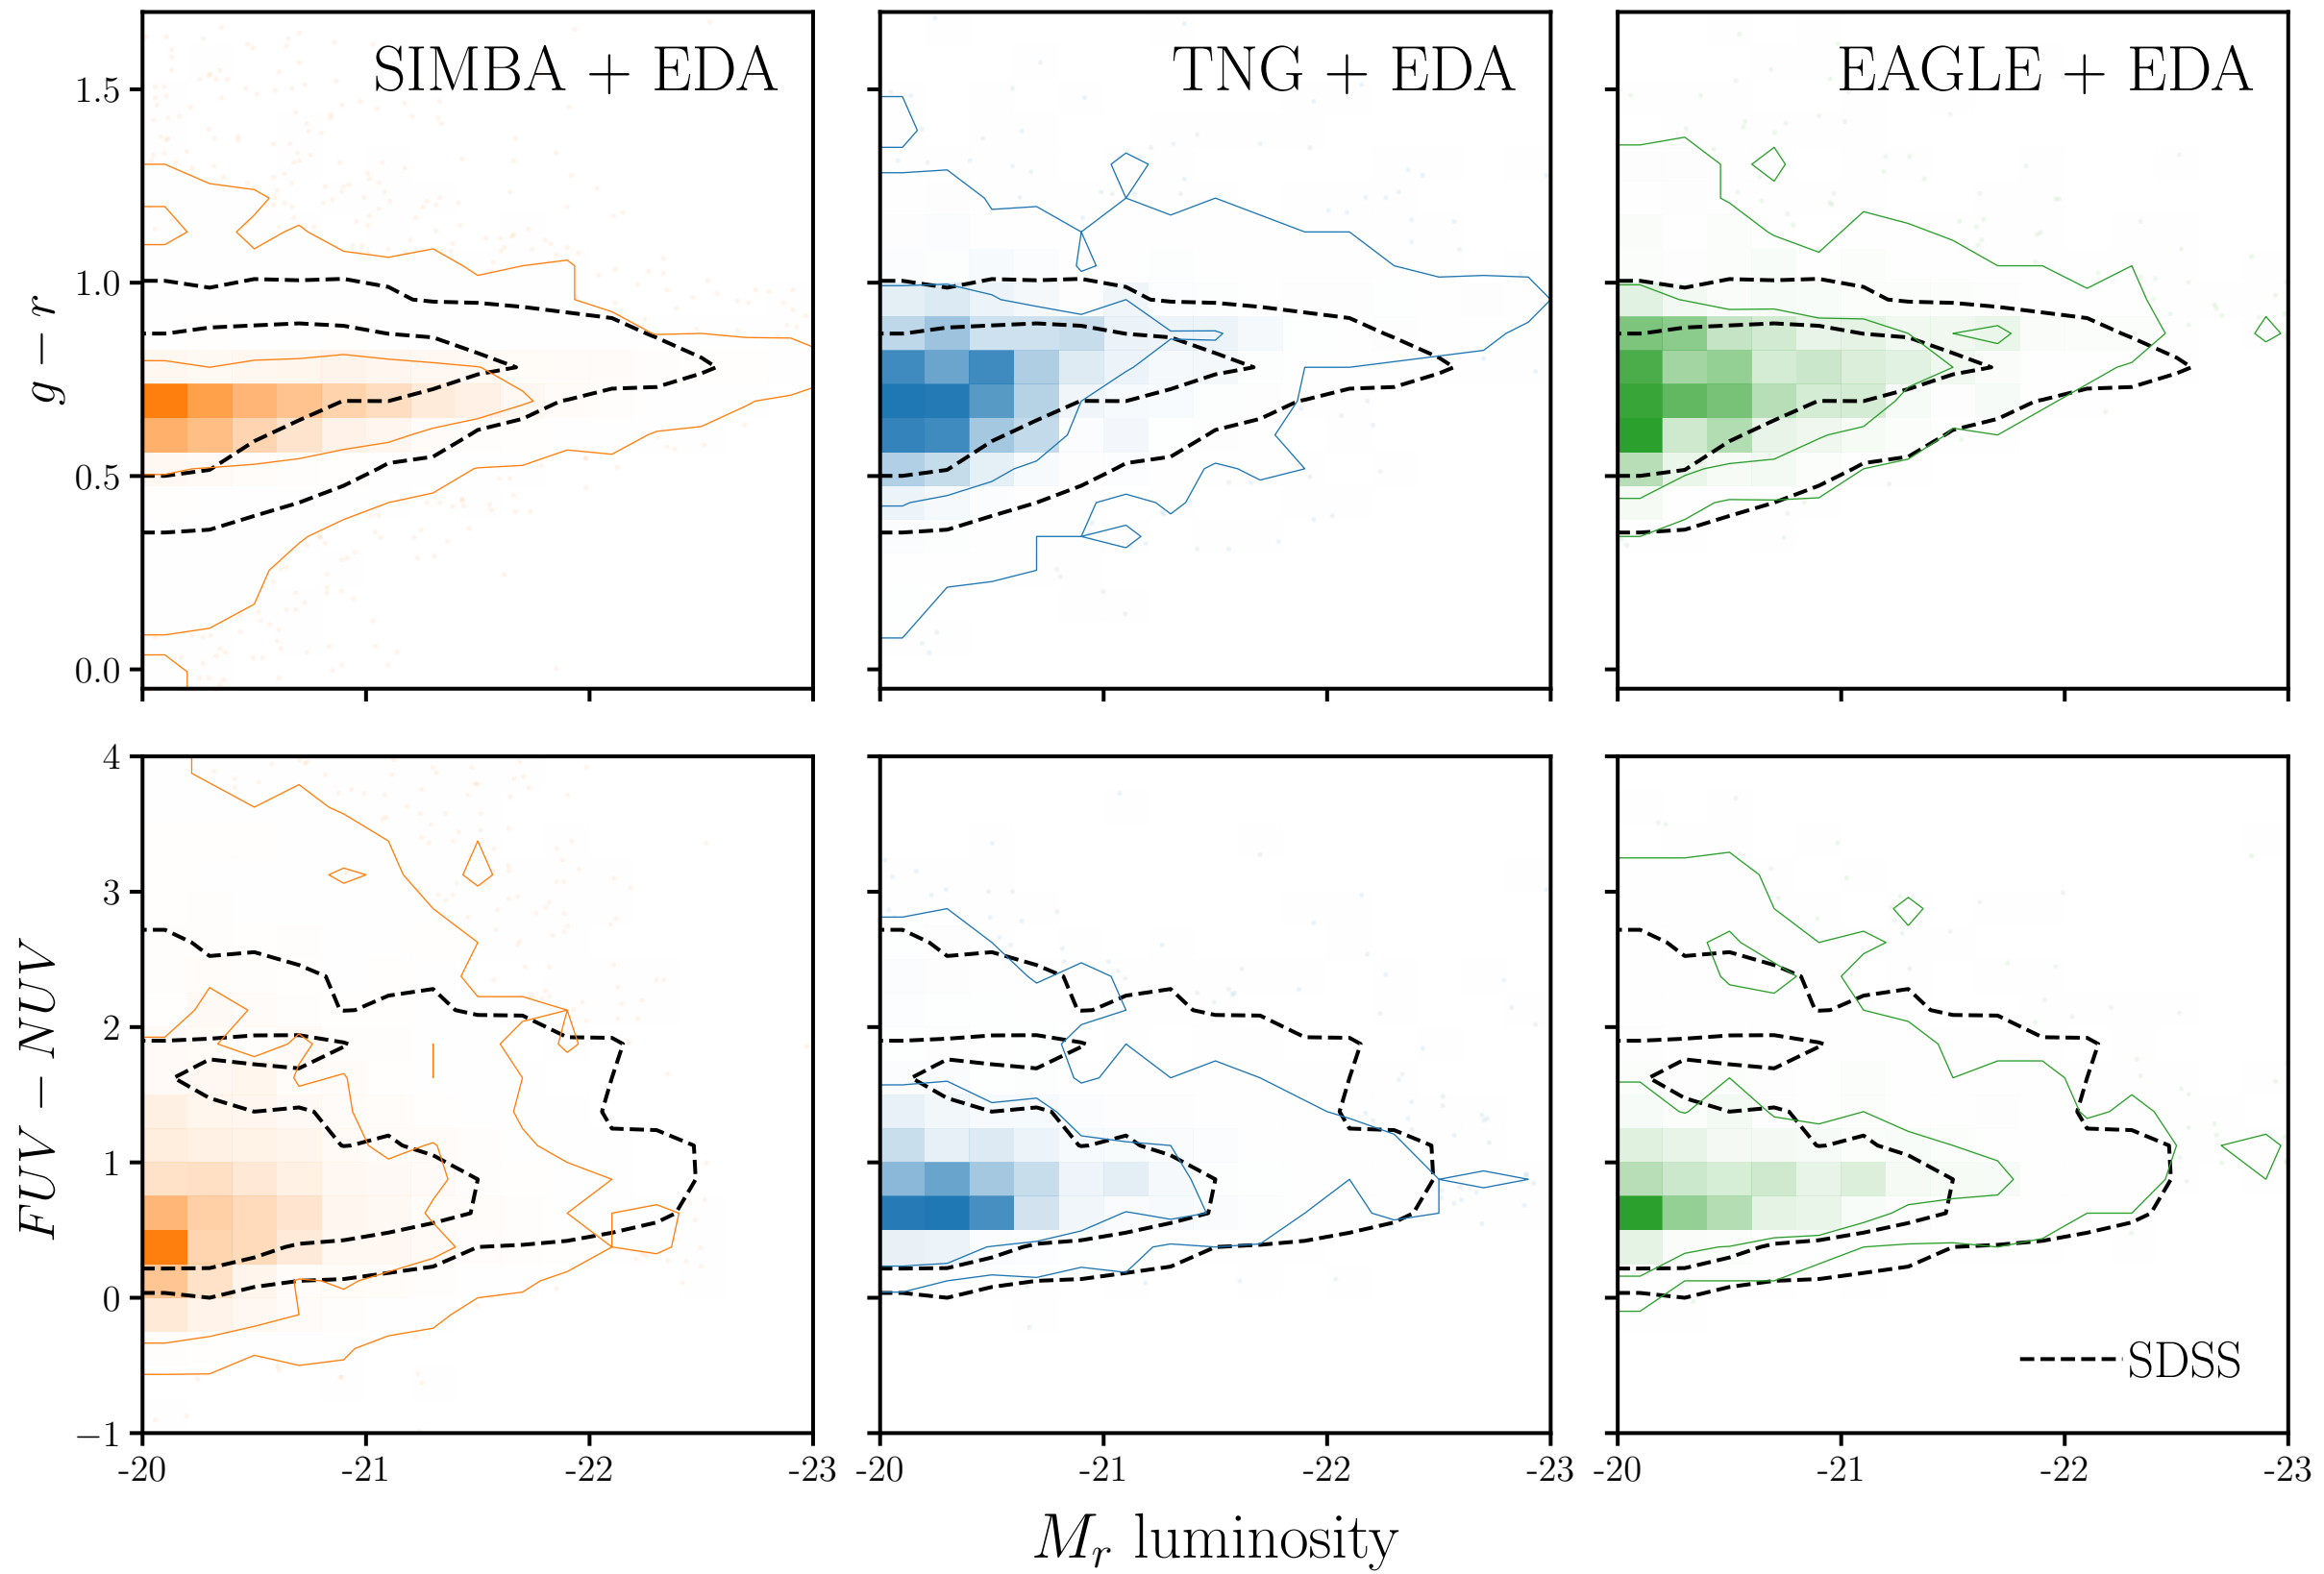 SIMBA + EDA
TNG + EDA
EAGLE + EDA
1.5
1.0
0.5
0.0
g − r
4
3
2
1
0
−1
FUV − NUV
SDSS
-20 -21 -22 -23
-20 -21 -22 -23
-20 -21 -22 -23
M_r luminosity